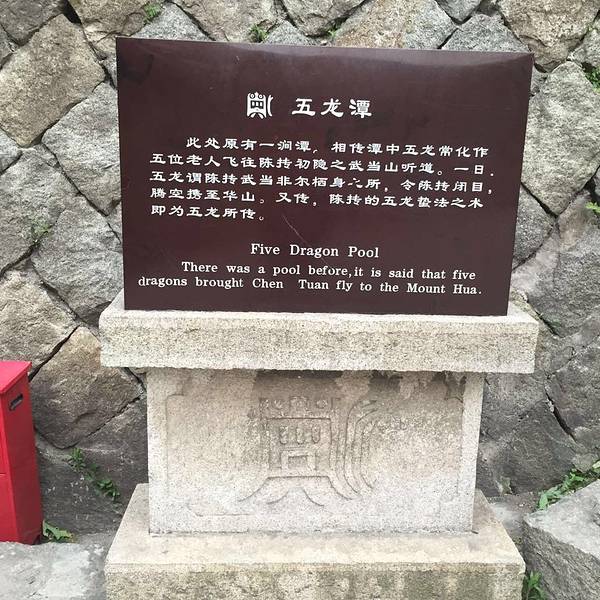 五龙潭
此处原有一涧潭，相传潭中五龙常化作
五位老人飞往陈抟初隐之武当山听道。一日，
五龙谓陈抟武当非尔栖身之所，令陈抟闭目，
腾空携至华山。又传，陈抟的五龙蛰法之术
即为五龙所传。
Five Dragon Pool
There was a pool before,it is said that five
dragons brought Chen Tuan fly to the Mount Hua.